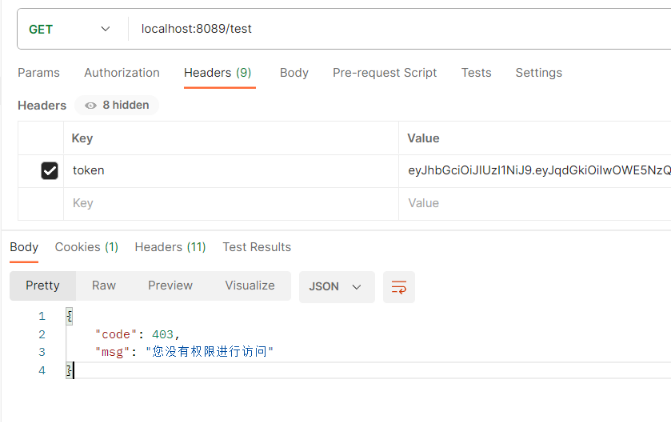 GET localhost:8089/test
Params Authorization Headers (9) Body Pre-request Script Tests Settings
Headers 8 hidden
Key Value
token eyJhbGciOiJIUzI1NiJ9.eyJqdGkiOiIwOWE5NzQ
Key Value
Body Cookies (1) Headers (11) Test Results
Pretty Raw Preview Visualize JSON
1 {
2 "code": 403,
3 "msg": "您没有权限进行访问"
4 }